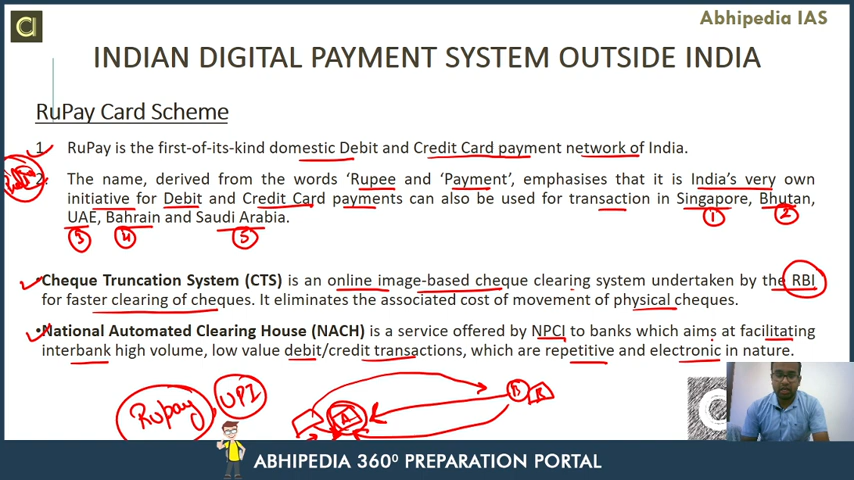 Abhipedia IAS
INDIAN DIGITAL PAYMENT SYSTEM OUTSIDE INDIA
RuPay Card Scheme
1. RuPay is the first-of-its-kind domestic Debit and Credit Card payment network of India.
2. The name, derived from the words ‘Rupee and ‘Payment’, emphasises that it is India’s very own
initiative for Debit and Credit Card payments can also be used for transaction in Singapore, Bhutan,
UAE, Bahrain and Saudi Arabia.
1 2
3 4 5
•Cheque Truncation System (CTS) is an online image-based cheque clearing system undertaken by the RBI
for faster clearing of cheques. It eliminates the associated cost of movement of physical cheques.
•National Automated Clearing House (NACH) is a service offered by NPCI to banks which aims at facilitating
interbank high volume, low value debit/credit transactions, which are repetitive and electronic in nature.
Rupay, UPI
A
ABHIPEDIA 360⁰ PREPARATION PORTAL